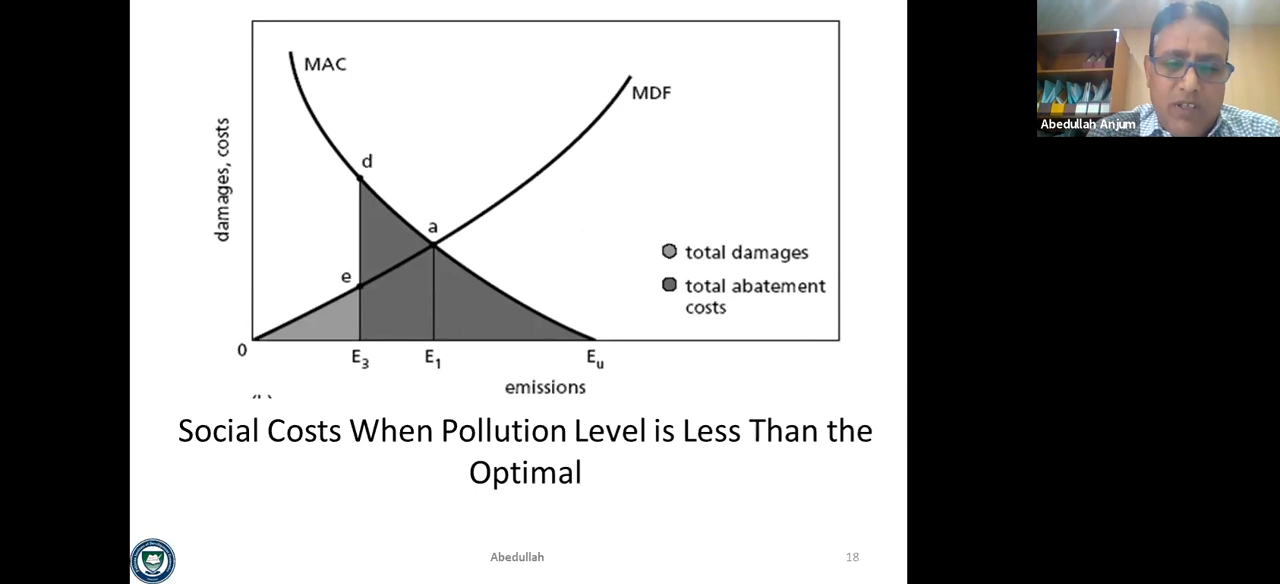 MAC
MDF
d
a
e
damages, costs
total damages
total abatement
costs
0
E3
E1
Eu
emissions
Social Costs When Pollution Level is Less Than the
Optimal
Abedullah
18
Abedullah Anjum